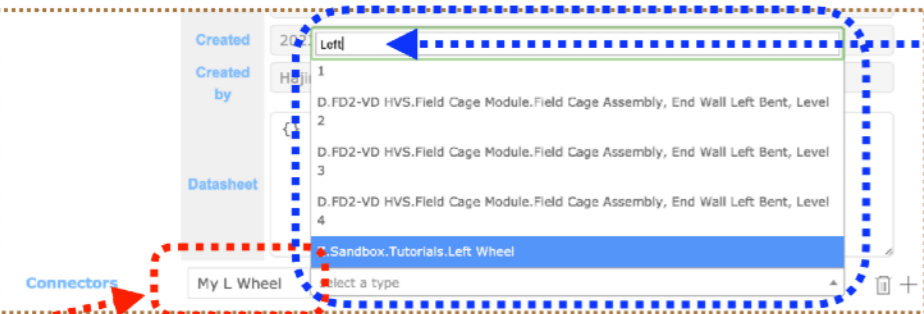 Created 202
Left
1
Created by Haji
D.FD2-VD HVS.Field Cage Module.Field Cage Assembly, End Wall Left Bent, Level 2
{}
D.FD2-VD HVS.Field Cage Module.Field Cage Assembly, End Wall Left Bent, Level 3
Datasheet
D.FD2-VD HVS.Field Cage Module.Field Cage Assembly, End Wall Left Bent, Level 4
.Sandbox.Tutorials.Left Wheel
Connectors My L Wheel select a type